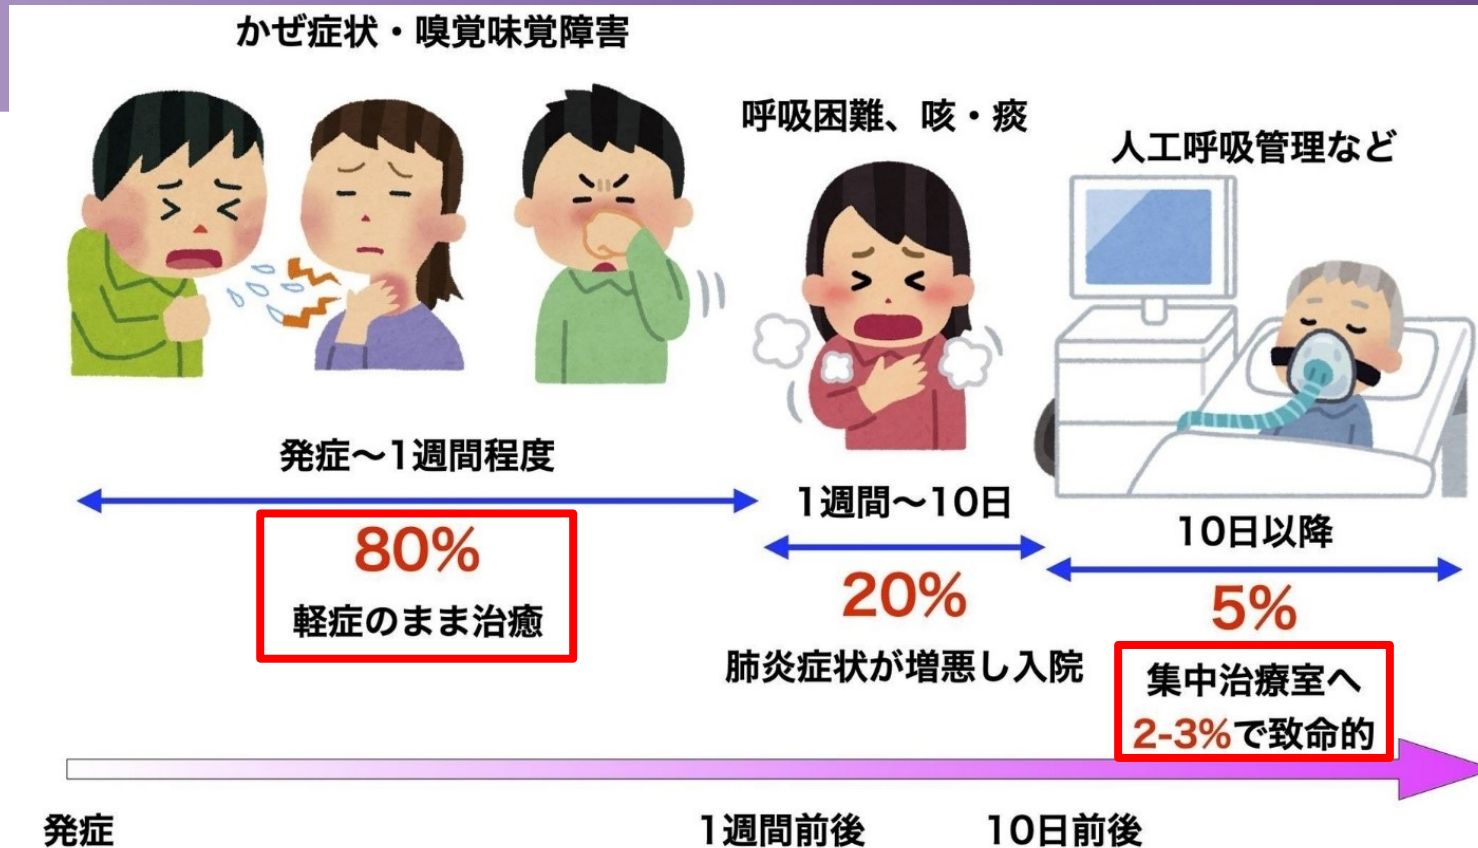 かぜ症状・嗅覚味覚障害
呼吸困難、咳・痰
人工呼吸管理など
発症〜1週間程度
80%
軽症のまま治癒
1週間〜10日
20%
肺炎症状が増悪し入院
10日以降
5%
集中治療室へ
2-3%で致命的
発症
1週間前後
10日前後